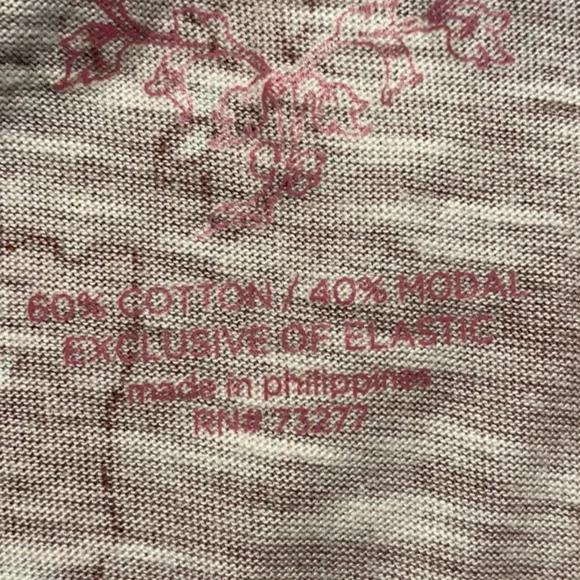 60% COTTON / 40% MODAL
EXCLUSIVE OF ELASTIC
made in philippines
RN# 73277